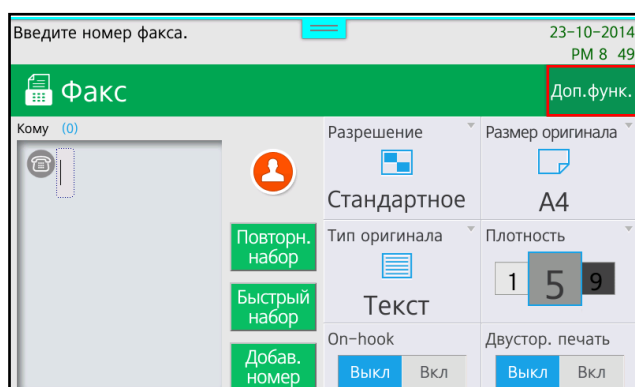 Введите номер факса.
23-10-2014
PM 8 49
Факс
Доп.функ.
Кому (0)
Повторн.
набор
Быстрый
набор
Добав.
номер
Разрешение
Стандартное
Размер оригинала
A4
Тип оригинала
Текст
Плотность
1 5 9
On-hook
Выкл Вкл
Двустор. печать
Выкл Вкл